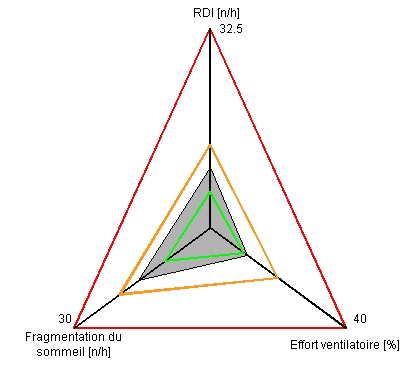 RDI [n/h]
32.5
30
40
Fragmentation du
sommeil [n/h]
Effort ventilatoire [%]